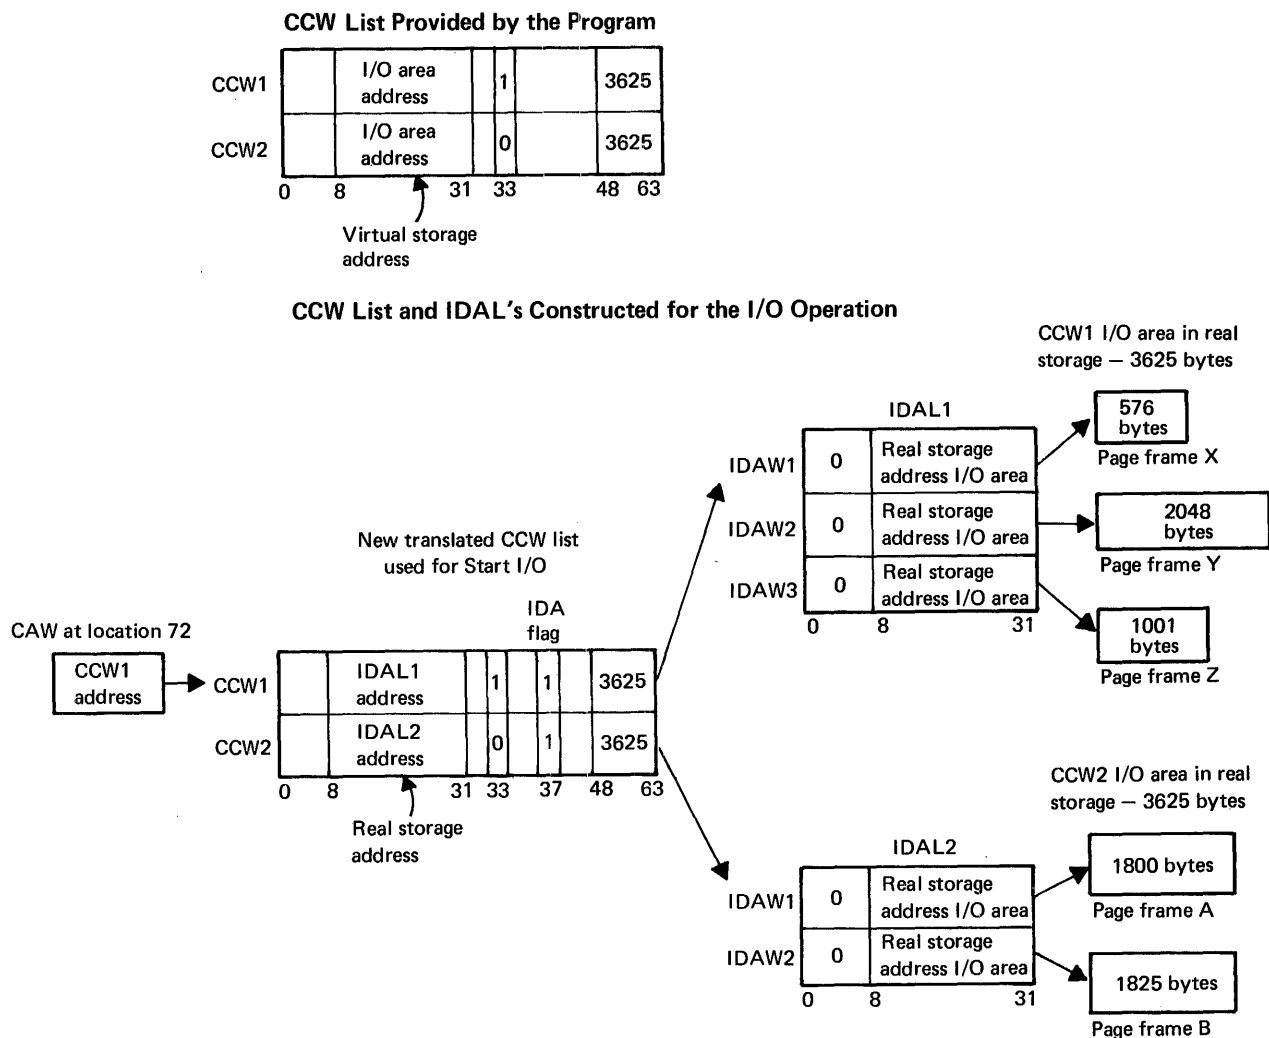 CCW List Provided by the Program
CCW1
I/O area
address
1
3625
CCW2
I/O area
address
0
3625
0 8 31 33 48 63
Virtual storage
address
CCW List and IDAL's Constructed for the I/O Operation
CCW1 I/O area in real
storage — 3625 bytes
IDAL1
IDAW1
0
Real storage
address I/O area
IDAW2
0
Real storage
address I/O area
IDAW3
0
Real storage
address I/O area
0 8 31
576
bytes
Page frame X
2048
bytes
Page frame Y
1001
bytes
Page frame Z
New translated CCW list
used for Start I/O
IDA
flag
CAW at location 72
CCW1
address
CCW1
IDAL1
address
1
1
3625
CCW2
IDAL2
address
0
1
3625
0 8 31 33 37 48 63
Real storage
address
CCW2 I/O area in real
storage — 3625 bytes
IDAL2
IDAW1
0
Real storage
address I/O area
IDAW2
0
Real storage
address I/O area
0 8 31
1800 bytes
Page frame A
1825 bytes
Page frame B